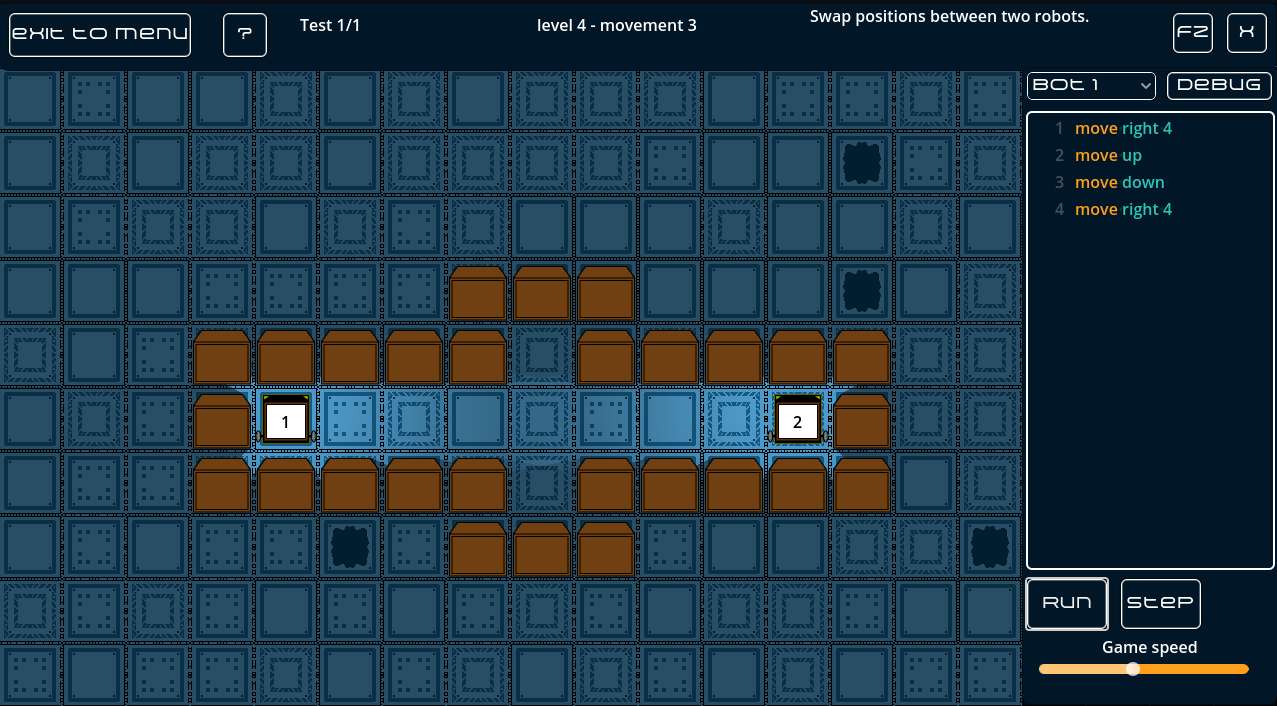 Exit to menu
?
Test 1/1
level 4 - movement 3
Swap positions between two robots.
FZ
X
Bot 1
Debug
1 move right 4
2 move up
3 move down
4 move right 4
1
2
Run
Step
Game speed